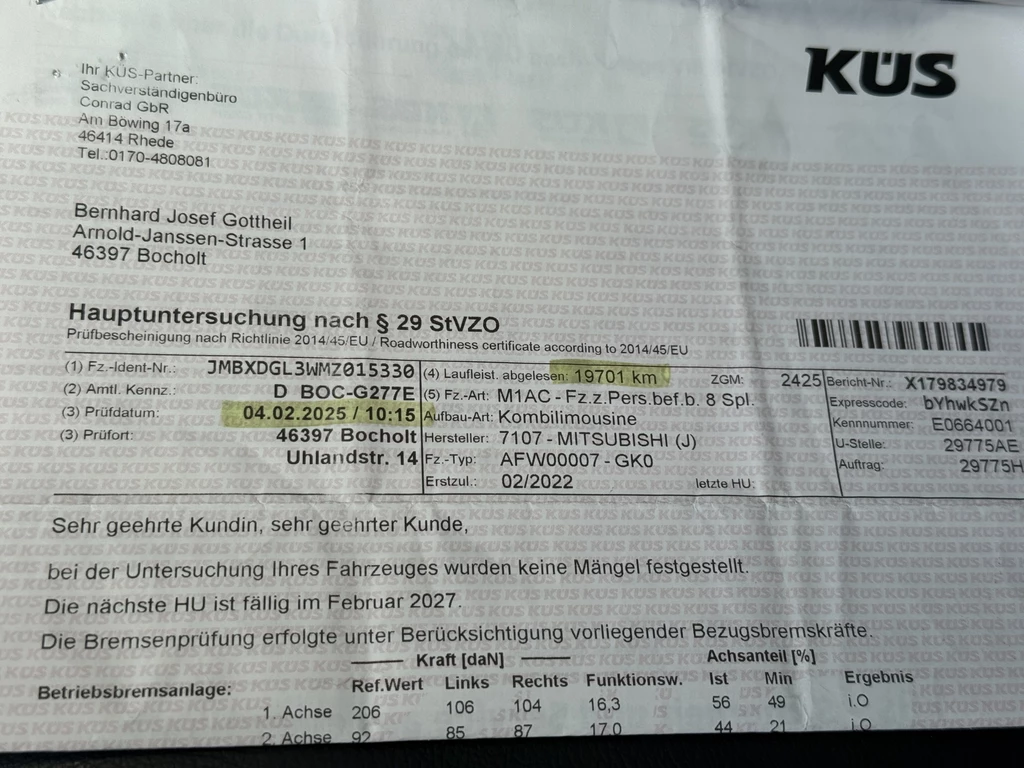 KÜS
Ihr KÜS-Partner:
Sachverständigenbüro
Conrad GbR
Am Böwing 17a
46414 Rhede
Tel.:0170-4808081
Bernhard Josef Gottheil
Arnold-Janssen-Strasse 1
46397 Bocholt
Hauptuntersuchung nach § 29 StVZO
Prüfbescheinigung nach Richtlinie 2014/45/EU / Roadworthiness certificate according to 2014/45/EU
(1) Fz.-Ident-Nr.: JMBXDGL3WMZ015330 (4) Laufleist. abgelesen: 19701 km ZGM: 2425 Bericht-Nr.: X179834979
(2) Amtl. Kennz.: D BOC-G277E (5) Fz.-Art: M1AC - Fz.z.Pers.bef.b. 8 Spl. Expresscode: bYhwkSZn
(3) Prüfdatum: 04.02.2025 / 10:15 Aufbau-Art: Kombilimousine Kennnummer: E0664001
(3) Prüfort: 46397 Bocholt Hersteller: 7107 - MITSUBISHI (J) U-Stelle: 29775AE
Uhlandstr. 14 Fz.-Typ: AFW00007 - GK0 Auftrag: 29775H
Erstzul.: 02/2022 letzte HU:
Sehr geehrte Kundin, sehr geehrter Kunde,
bei der Untersuchung Ihres Fahrzeuges wurden keine Mängel festgestellt.
Die nächste HU ist fällig im Februar 2027.
Die Bremsenprüfung erfolgte unter Berücksichtigung vorliegender Bezugsbremskräfte.
Kraft [daN] Achsanteil [%]
Betriebsbremsanlage: Ref.Wert Links Rechts Funktionsw. Ist Min Ergebnis
1. Achse 206 106 104 16,3 56 49 i.O
2. Achse 92 85 87 17,0 44 21 i.O